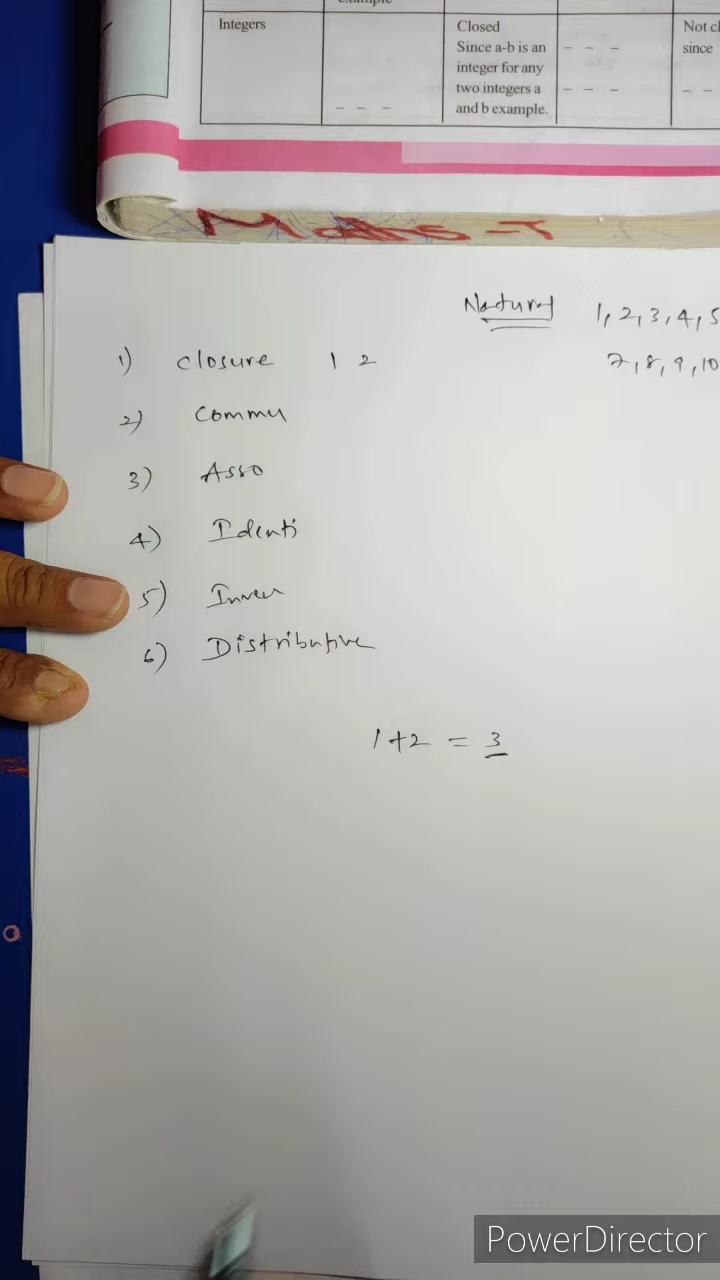 example
Integers
Closed
Since a-b is an
integer for any
two integers a
and b example.
Not cl
since
Maths - I
Natural 1, 2, 3, 4, 5
7, 8, 9, 10
1) closure 1 2
2) Commu
3) Asso
4) Identi
5) Inver
6) Distributive
1+2 = 3
PowerDirector